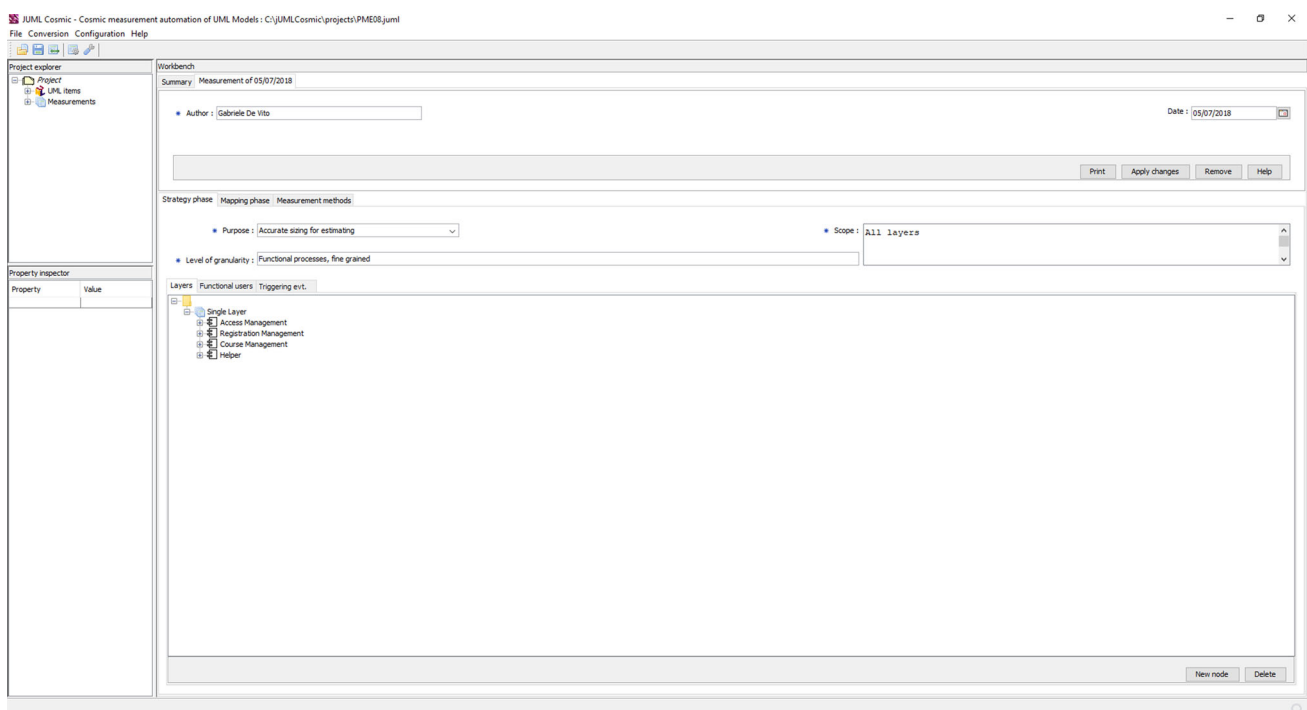 JUML Cosmic - Cosmic measurement automation of UML Models : C:\jUMLCosmic\projects\PME08.juml
File Conversion Configuration Help
Project explorer
Project
UML items
Measurements
Property inspector
Property Value
Workbench
Summary Measurement of 05/07/2018
Author : Gabriele De Vito
Date : 05/07/2018
Print Apply changes Remove Help
Strategy phase Mapping phase Measurement methods
Purpose : Accurate sizing for estimating
Scope : All layers
Level of granularity : Functional processes, fine grained
Layers Functional users Triggering evt.
Single Layer
Access Management
Registration Management
Course Management
Helper
New node Delete